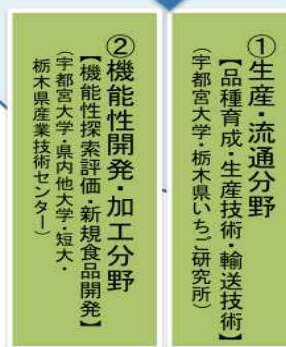 ①生産・流通分野
【品種育成・生産技術・輸送技術】
(宇都宮大学・栃木県いちご研究所)
②機能性開発・加工分野
【機能性探索評価・新規食品開発】
(宇都宮大学・県内他大学・短大・
栃木県産業技術センター)